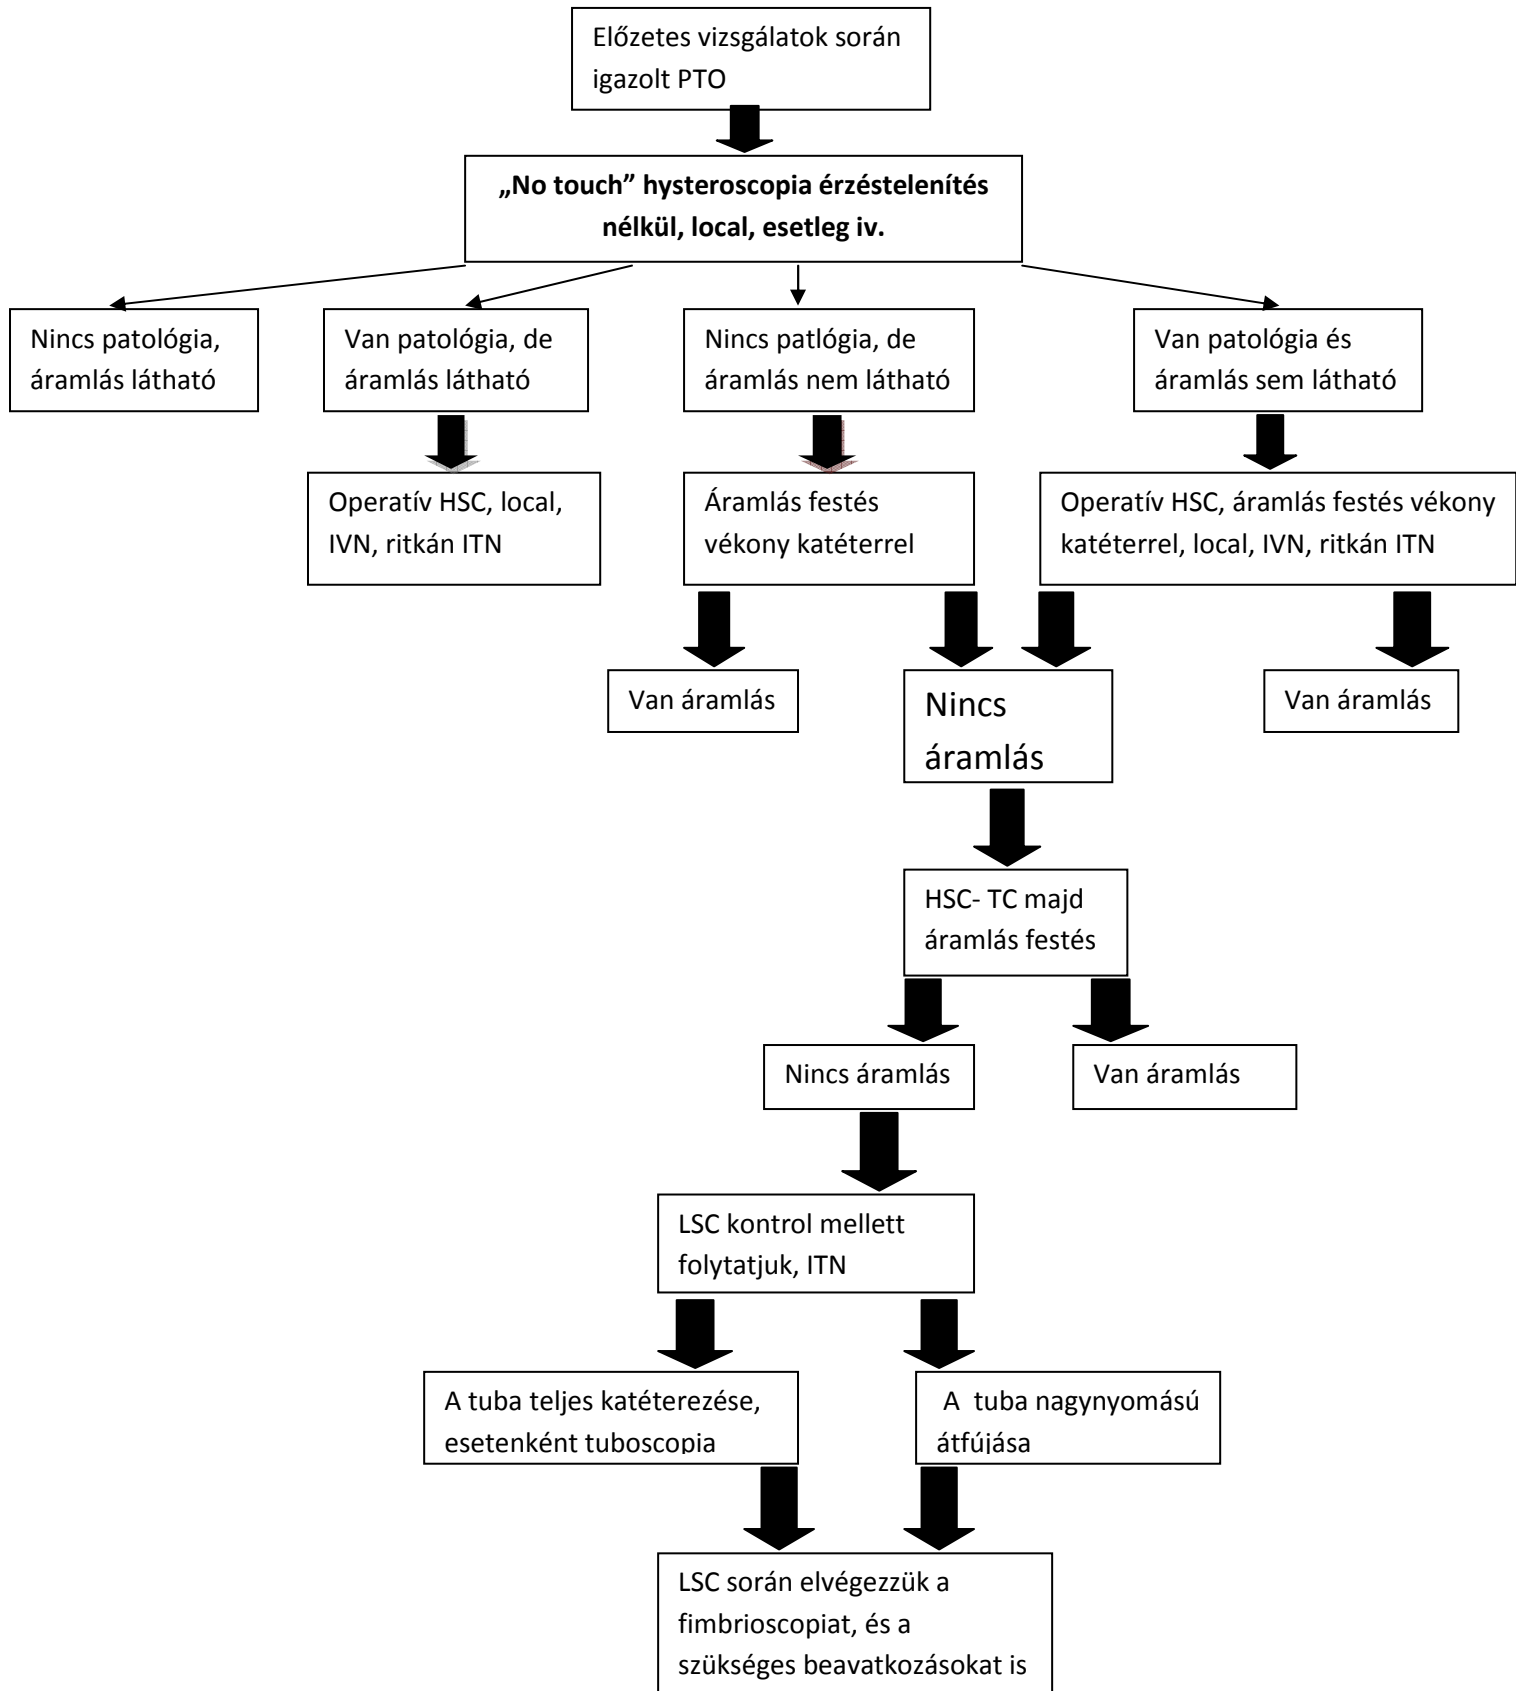 Előzetes vizsgálatok során
igazolt PTO
„No touch” hysteroscopia érzéstelenítés
nélkül, local, esetleg iv.
Nincs patológia,
áramlás látható
Van patológia, de
áramlás látható
Nincs patlógia, de
áramlás nem látható
Van patológia és
áramlás sem látható
Operatív HSC, local,
IVN, ritkán ITN
Áramlás festés
vékony katéterrel
Operatív HSC, áramlás festés vékony
katéterrel, local, IVN, ritkán ITN
Van áramlás
Nincs
áramlás
Van áramlás
HSC- TC majd
áramlás festés
Nincs áramlás
Van áramlás
LSC kontrol mellett
folytatjuk, ITN
A tuba teljes katéterezése,
esetenként tuboscopia
A tuba nagynyomású
átfújása
LSC során elvégezzük a
fimbrioscopiat, és a
szükséges beavatkozásokat is